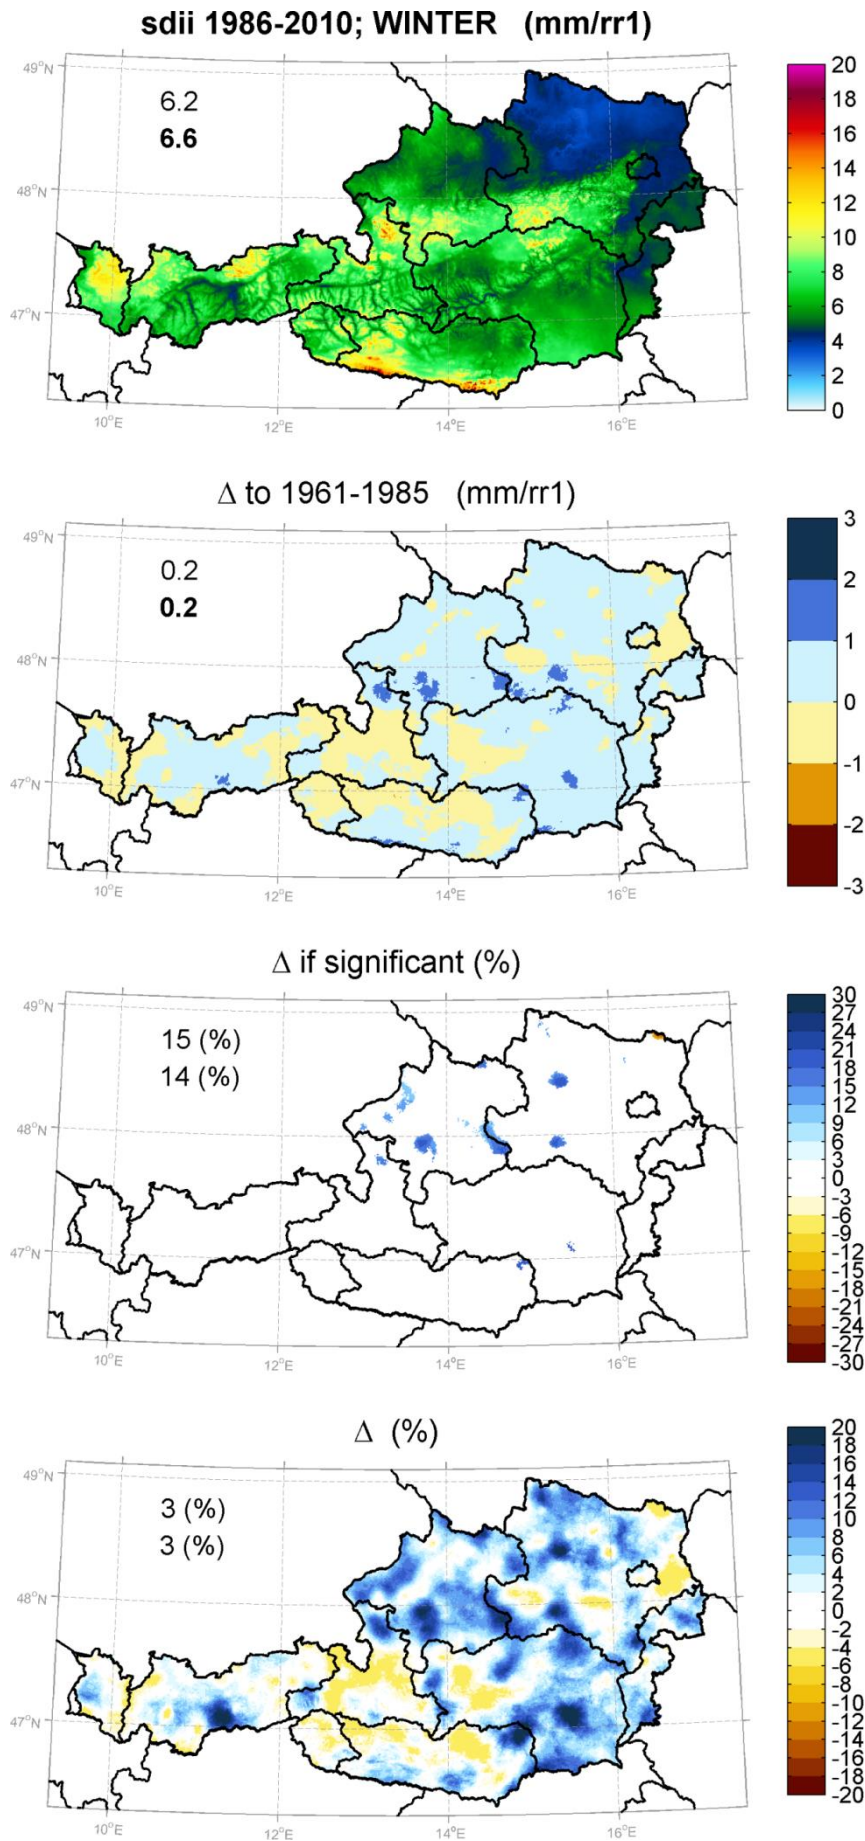 sdii 1986-2010; WINTER (mm/rr1)
49°N
48°N
47°N
10°E
12°E
14°E
16°E
6.2
6.6
20
18
16
14
12
10
8
6
4
2
0
Δ to 1961-1985 (mm/rr1)
49°N
48°N
47°N
10°E
12°E
14°E
16°E
0.2
0.2
3
2
1
0
-1
-2
-3
Δ if significant (%)
49°N
48°N
47°N
10°E
12°E
14°E
16°E
15 (%)
14 (%)
30
27
24
21
18
15
12
9
6
3
0
-3
-6
-9
-12
-15
-18
-21
-24
-27
-30
Δ (%)
49°N
48°N
47°N
10°E
12°E
14°E
16°E
3 (%)
3 (%)
20
18
16
14
12
10
8
6
4
2
0
-2
-4
-6
-8
-10
-12
-14
-16
-18
-20